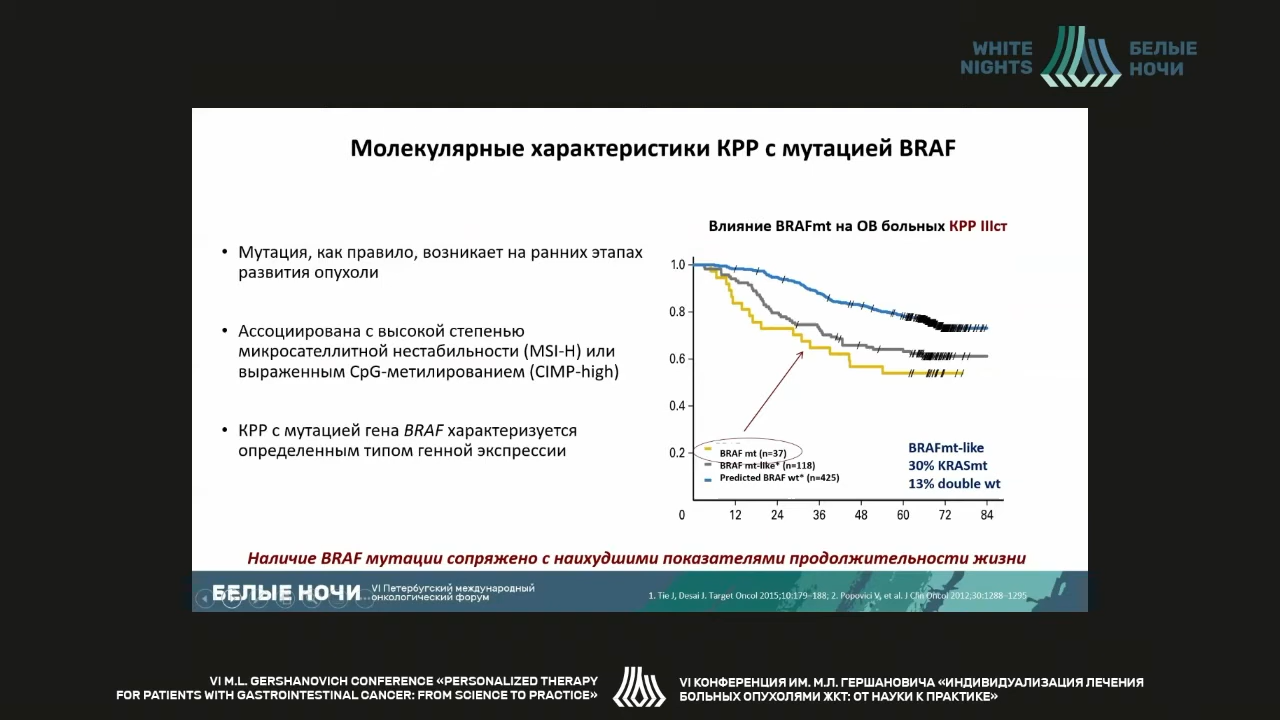 WHITE
NIGHTS
БЕЛЫЕ
НОЧИ
Молекулярные характеристики КРР с мутацией BRAF
• Мутация, как правило, возникает на ранних этапах
развития опухоли
• Ассоциирована с высокой степенью
микросателлитной нестабильности (MSI-H) или
выраженным CpG-метилированием (CIMP-high)
• КРР с мутацией гена BRAF характеризуется
определенным типом генной экспрессии
Влияние BRAFmt на ОВ больных КРР IIIст
1.0
0.8
0.6
0.4
0.2
0 12 24 36 48 60 72 84
BRAF mt (n=37)
BRAF mt-like* (n=118)
Predicted BRAF wt* (n=425)
BRAFmt-like
30% KRASmt
13% double wt
Наличие BRAF мутации сопряжено с наихудшими показателями продолжительности жизни
БЕЛЫЕ НОЧИ
VI Петербургский международный
онкологический форум
1. Tie J, Desai J. Target Oncol 2015;10:179–188; 2. Popovici V, et al. J Clin Oncol 2012;30:1288–1295
VI M.L. GERSHANOVICH CONFERENCE «PERSONALIZED THERAPY
FOR PATIENTS WITH GASTROINTESTINAL CANCER: FROM SCIENCE TO PRACTICE»
VI КОНФЕРЕНЦИЯ ИМ. М.Л. ГЕРШАНОВИЧА «ИНДИВИДУАЛИЗАЦИЯ ЛЕЧЕНИЯ
БОЛЬНЫХ ОПУХОЛЯМИ ЖКТ: ОТ НАУКИ К ПРАКТИКЕ»